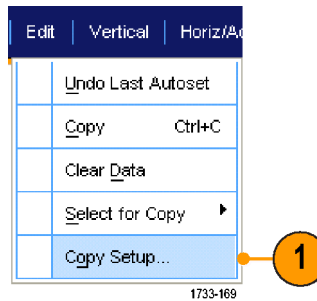 Edit Vertical Horiz/Ac
Undo Last Autoset
Copy Ctrl+C
Clear Data
Select for Copy
Copy Setup...
1
1733-169